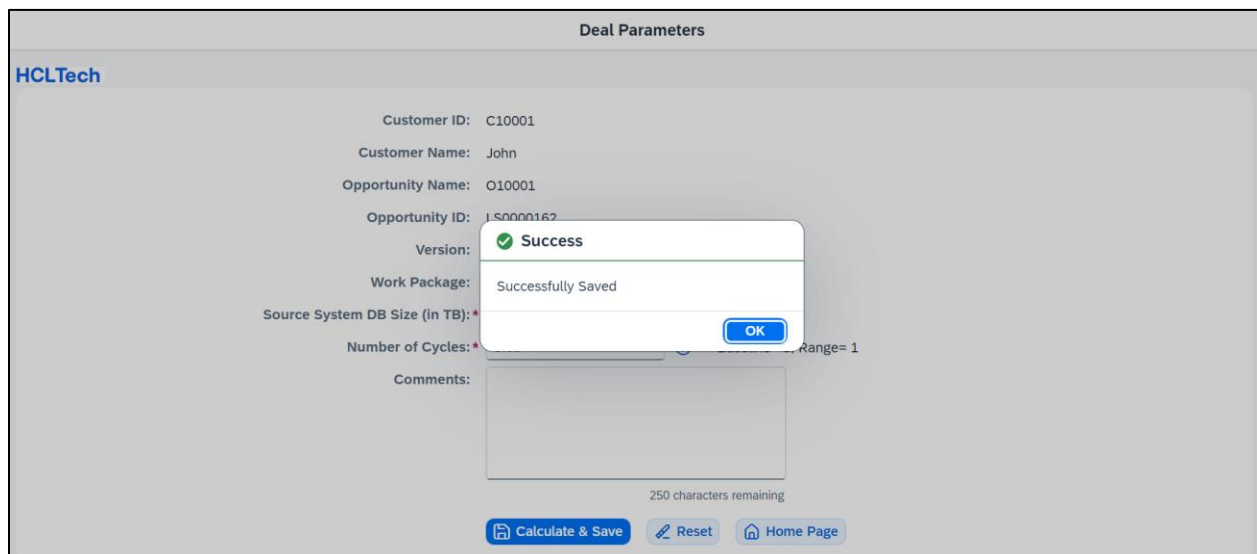 Deal Parameters
HCLTech
Customer ID: C10001
Customer Name: John
Opportunity Name: O10001
Opportunity ID: LS0000162
Version:
Success
Work Package:
Successfully Saved
Source System DB Size (in TB):*
OK
Number of Cycles:* Range= 1
Comments:
250 characters remaining
Calculate & Save Reset Home Page